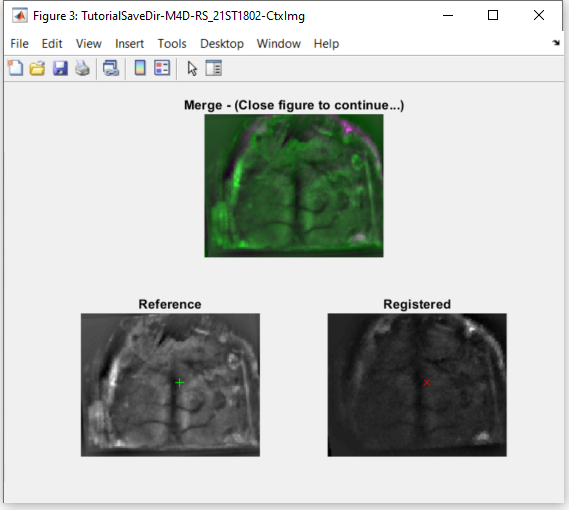 Figure 3: TutorialSaveDir-M4D-RS_21ST1802-CtxImg
File Edit View Insert Tools Desktop Window Help
Merge - (Close figure to continue...)
Reference
Registered